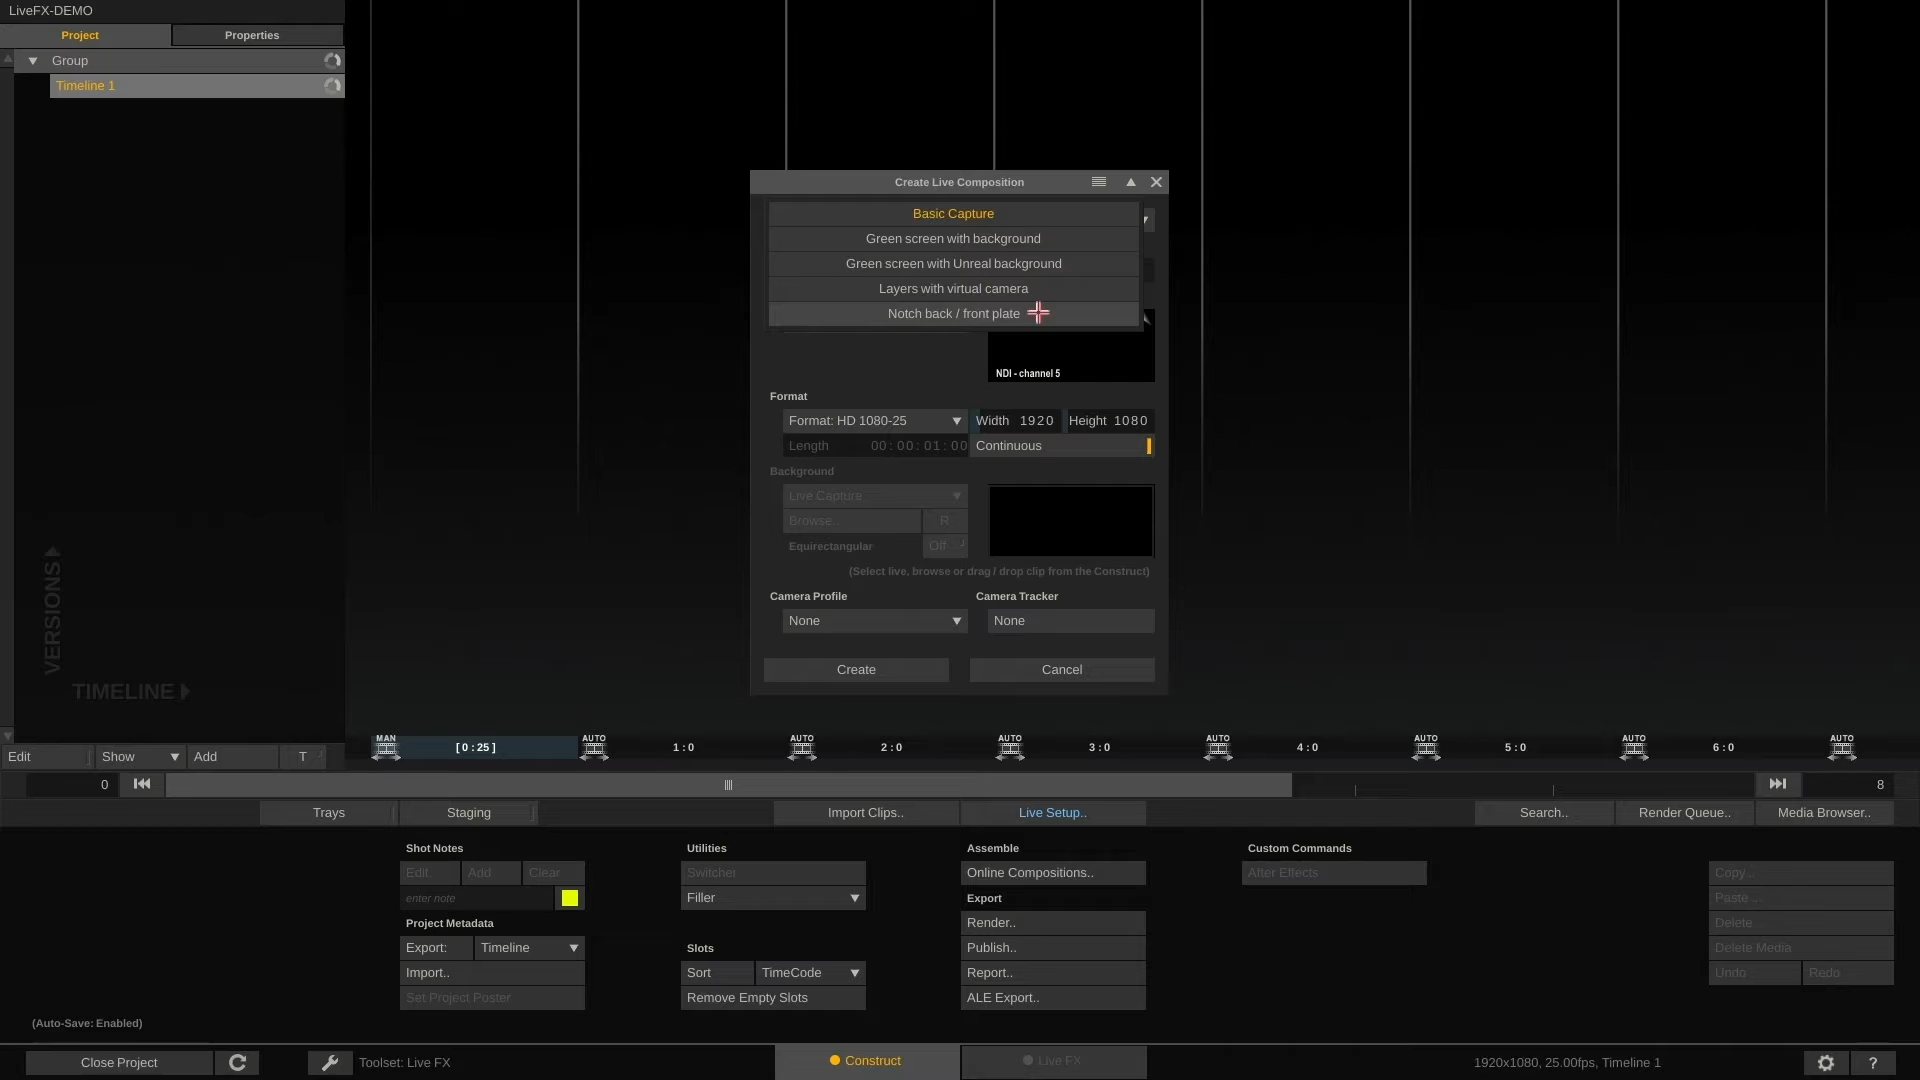 LiveFX-DEMO
Project Properties
Group
Timeline 1
VERSIONS
TIMELINE
Create Live Composition
Basic Capture
Green screen with background
Green screen with Unreal background
Layers with virtual camera
Notch back / front plate
NDI - channel 5
Format
Format: HD 1080-25 Width 1920 Height 1080
Length 00:00:01:00 Continuous
Background
Live Capture
Browse.. R
Equirectangular Off
(Select live, browse or drag / drop clip from the Construct)
Camera Profile Camera Tracker
None None
Create Cancel
MAN AUTO AUTO AUTO AUTO AUTO AUTO AUTO
[ 0 : 25 ] 1 : 0 2 : 0 3 : 0 4 : 0 5 : 0 6 : 0
Edit Show Add T
0 8
Trays Staging Import Clips.. Live Setup.. Search.. Render Queue.. Media Browser..
Shot Notes Utilities Assemble Custom Commands
Edit Add Clear Switcher Online Compositions.. After Effects Copy...
enter note Filler Export Paste ...
Project Metadata Render.. Delete
Export: Timeline Slots Publish.. Delete Media
Import.. Sort TimeCode Report.. Undo Redo
Set Project Poster Remove Empty Slots ALE Export..
(Auto-Save: Enabled)
Close Project Toolset: Live FX Construct Live FX 1920x1080, 25.00fps, Timeline 1 ?